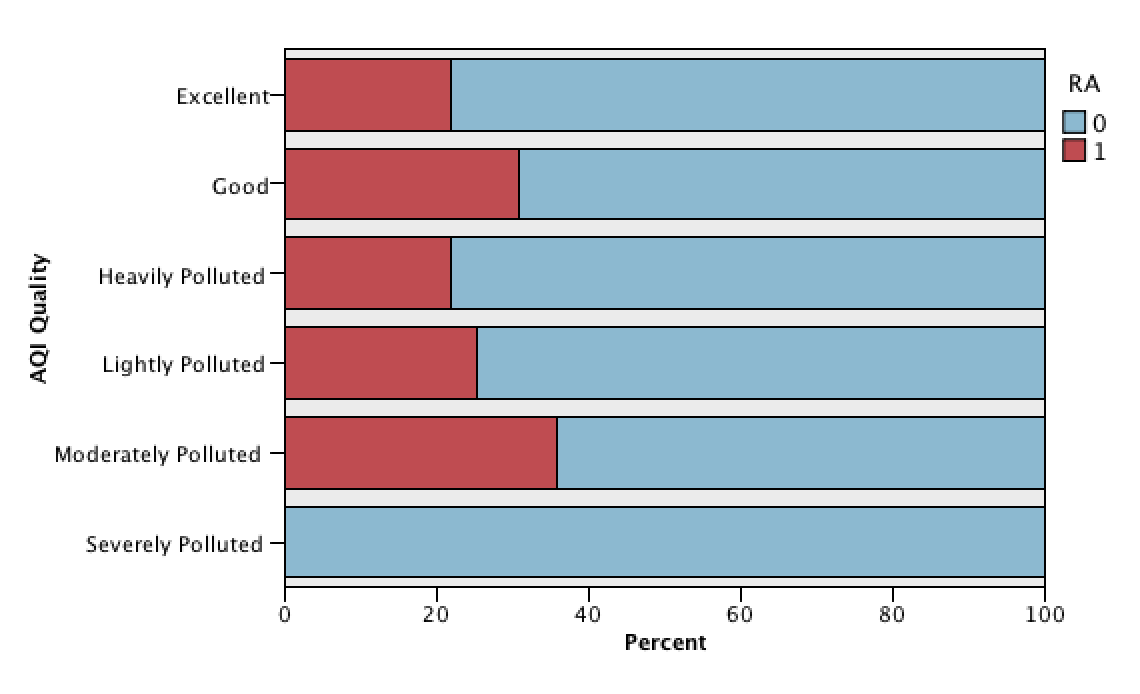 Excellent
Good
Heavily Polluted
Lightly Polluted
Moderately Polluted
Severely Polluted
AQI Quality
0 20 40 60 80 100
Percent
RA
0
1